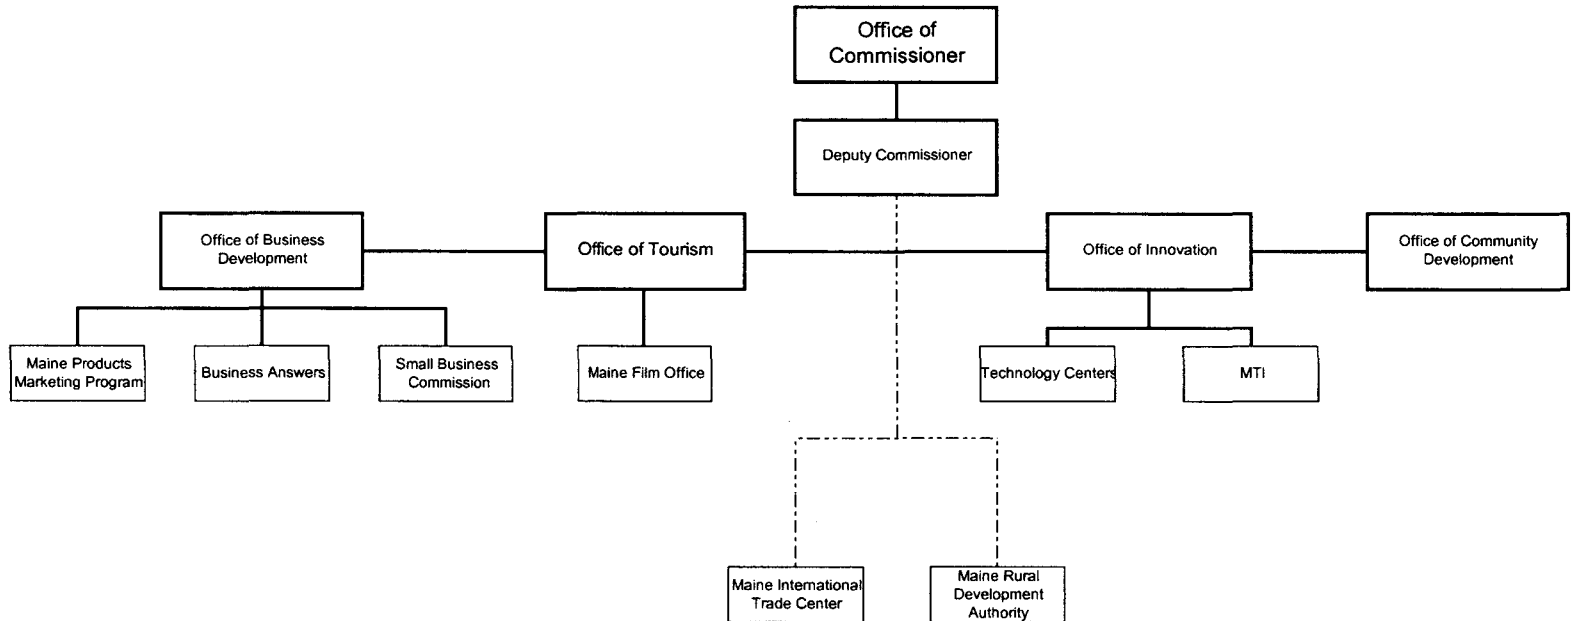 Office of
Commissioner
Deputy Commissioner
Office of Business
Development
Office of Tourism
Office of Innovation
Office of Community
Development
Maine Products
Marketing Program
Business Answers
Small Business
Commission
Maine Film Office
Technology Centers
MTI
Maine International
Trade Center
Maine Rural
Development
Authority